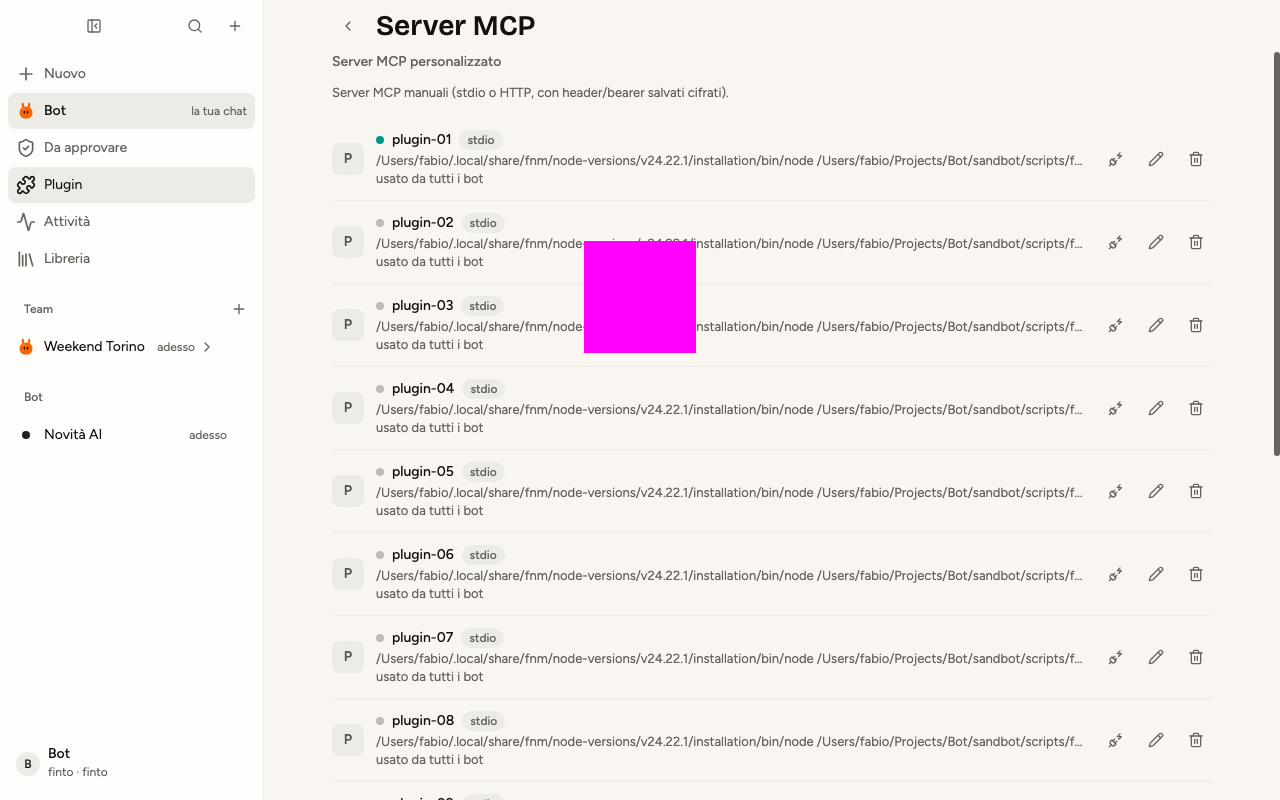 Server MCP
Server MCP personalizzato
Server MCP manuali (stdio o HTTP, con header/bearer salvati cifrati).
Nuovo
Bot
la tua chat
Da approvare
Plugin
Attività
Libreria
Team
Weekend Torino
adesso
Bot
Novità AI
adesso
B
Bot
finto · finto
P
plugin-01
stdio
/Users/fabio/.local/share/fnm/node-versions/v24.22.1/installation/bin/node /Users/fabio/Projects/Bot/sandbot/scripts/f…
usato da tutti i bot
P
plugin-02
stdio
/Users/fabio/.local/share/fnm/node-versions/v24.22.1/installation/bin/node /Users/fabio/Projects/Bot/sandbot/scripts/f…
usato da tutti i bot
P
plugin-03
stdio
/Users/fabio/.local/share/fnm/node- nstallation/bin/node /Users/fabio/Projects/Bot/sandbot/scripts/f…
usato da tutti i bot
P
plugin-04
stdio
/Users/fabio/.local/share/fnm/node-versions/v24.22.1/installation/bin/node /Users/fabio/Projects/Bot/sandbot/scripts/f…
usato da tutti i bot
P
plugin-05
stdio
/Users/fabio/.local/share/fnm/node-versions/v24.22.1/installation/bin/node /Users/fabio/Projects/Bot/sandbot/scripts/f…
usato da tutti i bot
P
plugin-06
stdio
/Users/fabio/.local/share/fnm/node-versions/v24.22.1/installation/bin/node /Users/fabio/Projects/Bot/sandbot/scripts/f…
usato da tutti i bot
P
plugin-07
stdio
/Users/fabio/.local/share/fnm/node-versions/v24.22.1/installation/bin/node /Users/fabio/Projects/Bot/sandbot/scripts/f…
usato da tutti i bot
P
plugin-08
stdio
/Users/fabio/.local/share/fnm/node-versions/v24.22.1/installation/bin/node /Users/fabio/Projects/Bot/sandbot/scripts/f…
usato da tutti i bot